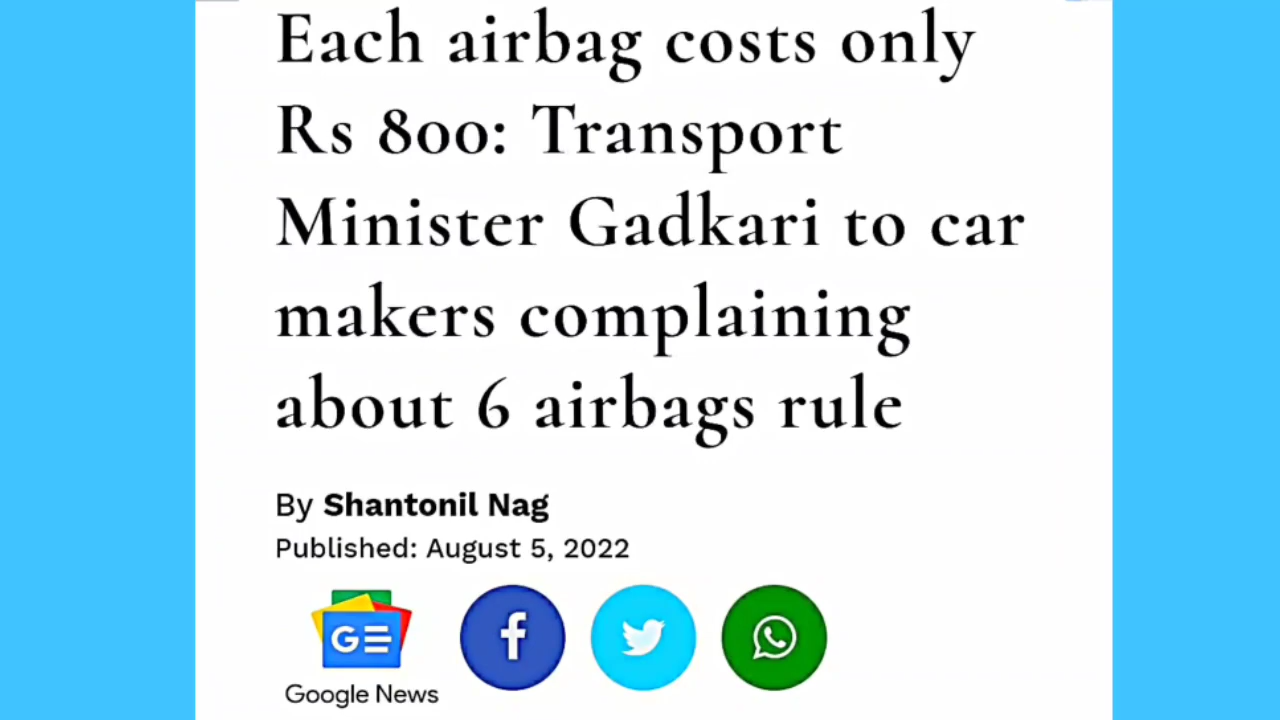 Each airbag costs only
Rs 800: Transport
Minister Gadkari to car
makers complaining
about 6 airbags rule
By Shantonil Nag
Published: August 5, 2022
GE
f
Google News